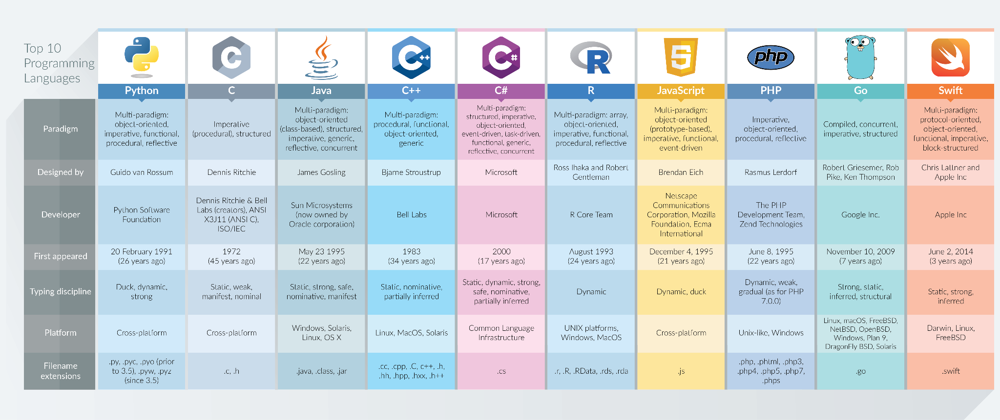 Top 10
Programming
Languages
C
++
C
#
R
5
php
Python
C
Java
C++
C#
R
JavaScript
PHP
Go
Swift
Paradigm
Multi-paradigm:
object-oriented,
imperative, functional,
procedural, reflective
Imperative
(procedural), structured
Multi-paradigm:
object-oriented
(class-based), structured,
imperative, generic,
reflective, concurrent
Multi-paradigm:
procedural, functional,
object-oriented,
generic
Multi-paradigm:
structured, imperative,
object-oriented,
event-driven, task-driven,
functional, generic,
reflective, concurrent
Multi-paradigm: array,
object-oriented,
imperative, functional,
procedural, reflective
Multi-paradigm:
object-oriented
(prototype-based),
imperative, functional,
event-driven
Imperative,
object-oriented,
procedural, reflective
Compiled, concurrent,
imperative, structured
Multi-paradigm:
protocol-oriented,
object-oriented,
functional, imperative,
block-structured
Designed by
Guido van Rossum
Dennis Ritchie
James Gosling
Bjarne Stroustrup
Microsoft
Ross Ihaka and Robert
Gentleman
Brendan Eich
Rasmus Lerdorf
Robert Griesemer, Rob
Pike, Ken Thompson
Chris Lattner and
Apple Inc
Developer
Python Software
Foundation
Dennis Ritchie & Bell
Labs (creators), ANSI
X3J11 (ANSI C),
ISO/IEC
Sun Microsystems
(now owned by
Oracle corporation)
Bell Labs
Microsoft
R Core Team
Netscape
Communications
Corporation, Mozilla
Foundation, Ecma
International
The PHP
Development Team,
Zend Technologies
Google Inc.
Apple Inc
First appeared
20 February 1991
(26 years ago)
1972
(45 years ago)
May 23 1995
(22 years ago)
1983
(34 years ago)
2000
(17 years ago)
August 1993
(24 years ago)
December 4, 1995
(21 years ago)
June 8, 1995
(22 years ago)
November 10, 2009
(7 years ago)
June 2, 2014
(3 years ago)
Typing discipline
Duck, dynamic,
strong
Static, weak,
manifest, nominal
Static, strong, safe,
nominative, manifest
Static, nominative,
partially inferred
Static, dynamic, strong,
safe, nominative,
partially inferred
Dynamic
Dynamic, duck
Dynamic, weak,
gradual (as for PHP
7.0.0)
Strong, static,
inferred, structural
Static, strong,
inferred
Platform
Cross-platform
Cross-platform
Windows, Solaris,
Linux, OS X
Linux, MacOS, Solaris
Common Language
Infrastructure
UNIX platforms,
Windows, MacOS
Cross-platform
Unix-like, Windows
Linux, macOS, FreeBSD,
NetBSD, OpenBSD,
Windows, Plan 9,
DragonFly BSD, Solaris
Darwin, Linux,
FreeBSD
Filename
extensions
.py, .pyc, .pyo (prior
to 3.5), .pyw, .pyz
(since 3.5)
.c, .h
.java, .class, .jar
.cc, .cpp, .C, c++, .h,
.hh, .hpp, .hxx, .h++
.cs
.r, .R, .RData, .rds, .rda
.js
.php, .phtml, .php3,
.php4, .php5, .php7,
.phps
.go
.swift